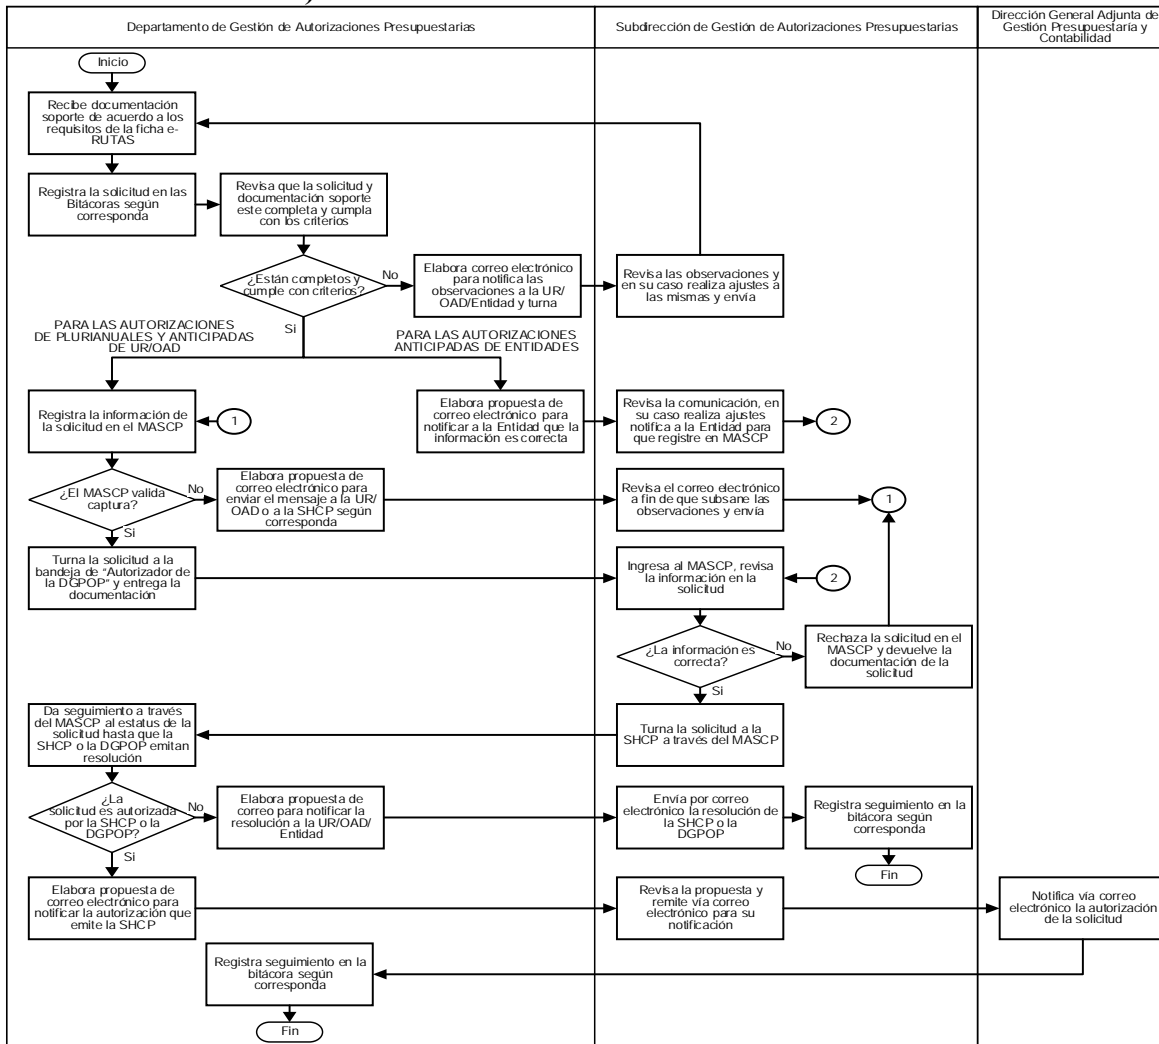 Departamento de Gestión de Autorizaciones Presupuestarias
Subdirección de Gestión de Autorizaciones Presupuestarias
Dirección General Adjunta de
Gestión Presupuestaría y
Contabilidad
Inicio
Recibe documentación
soporte de acuerdo a los
requisitos de la ficha e-
RUTAS
Registra la solicitud en las
Bitácoras según
corresponda
Revisa que la solicitud y
documentación soporte
este completa y cumpla
con los criterios
¿Están completos y
cumple con criterios?
No
Elabora correo electrónico
para notifica las
observaciones a la UR/
OAD/Entidad y turna
Revisa las observaciones y
en su caso realiza ajustes a
las mismas y envía
Si
PARA LAS AUTORIZACIONES
DE PLURIANUALES Y ANTICIPADAS
DE UR/OAD
PARA LAS AUTORIZACIONES
ANTICIPADAS DE ENTIDADES
Registra la información de
la solicitud en el MASCP
1
Elabora propuesta de
correo electrónico para
notificar a la Entidad que la
información es correcta
Revisa la comunicación, en
su caso realiza ajustes
notifica a la Entidad para
que registre en MASCP
2
¿El MASCP valida
captura?
No
Elabora propuesta de
correo electrónico para
enviar el mensaje a la UR/
OAD o a la SHCP según
corresponda
Revisa el correo electrónico
a fin de que subsane las
observaciones y envía
1
Si
Turna la solicitud a la
bandeja de “Autorizador de
la DGPOP” y entrega la
documentación
Ingresa al MASCP, revisa
la información en la
solicitud
2
¿La información es
correcta?
No
Rechaza la solicitud en el
MASCP y devuelve la
documentación de la
solicitud
Si
Da seguimiento a través
del MASCP al estatus de la
solicitud hasta que la
SHCP o la DGPOP emitan
resolución
Turna la solicitud a la
SHCP a través del MASCP
¿La
solicitud es autorizada
por la SHCP o la
DGPOP?
No
Elabora propuesta de
correo para notificar la
resolución a la UR/OAD/
Entidad
Envía por correo
electrónico la resolución de
la SHCP o la
DGPOP
Registra seguimiento en la
bitácora según
corresponda
Fin
Si
Elabora propuesta de
correo electrónico para
notificar la autorización que
emite la SHCP
Revisa la propuesta y
remite vía correo
electrónico para su
notificación
Notifica vía correo
electrónico la autorización
de la solicitud
Registra seguimiento en la
bitácora según
corresponda
Fin